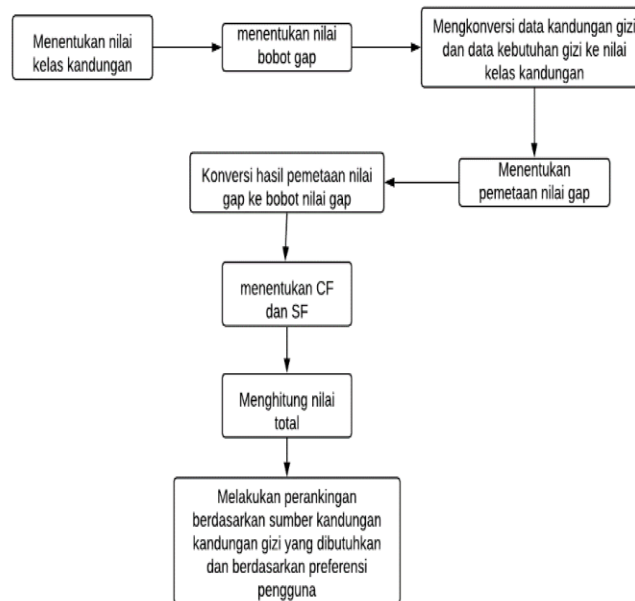 Menentukan nilai
kelas kandungan
menentukan nilai
bobot gap
Mengkonversi data kandungan gizi
dan data kebutuhan gizi ke nilai
kelas kandungan
Menentukan
pemetaan nilai gap
Konversi hasil pemetaan nilai
gap ke bobot nilai gap
menentukan CF
dan SF
Menghitung nilai
total
Melakukan perankingan
berdasarkan sumber kandungan
kandungan gizi yang dibutuhkan
dan berdasarkan preferensi
pengguna